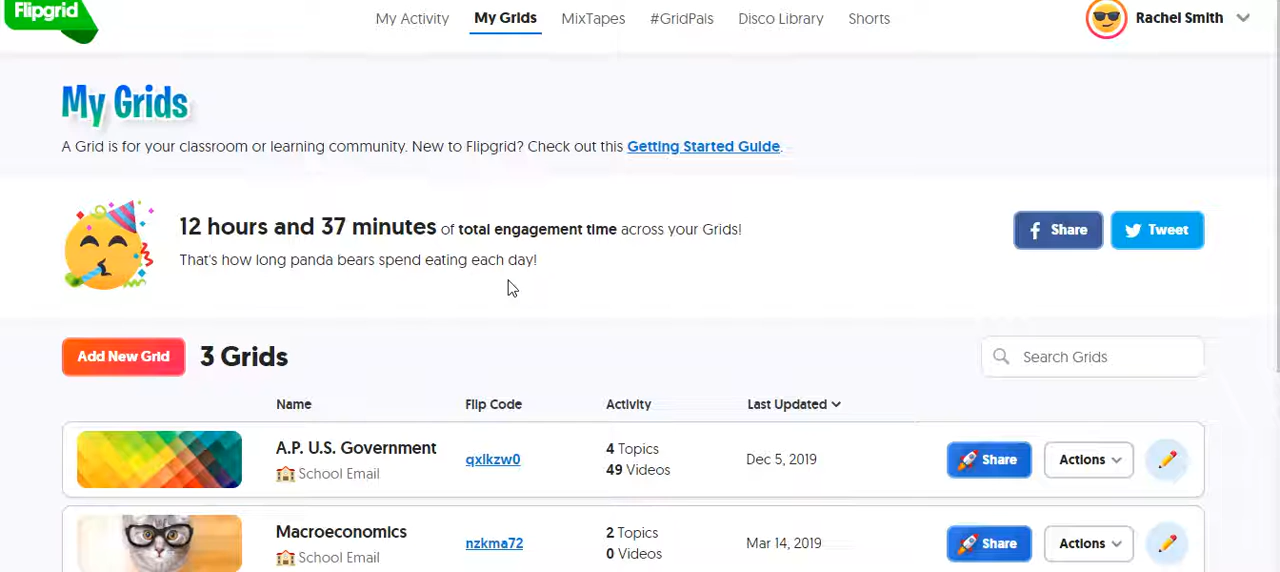 Flipgrid
My Activity My Grids MixTapes #GridPals Disco Library Shorts
Rachel Smith
My Grids
A Grid is for your classroom or learning community. New to Flipgrid? Check out this Getting Started Guide.
12 hours and 37 minutes of total engagement time across your Grids!
That's how long panda bears spend eating each day!
Share Tweet
Add New Grid 3 Grids
Search Grids
Name Flip Code Activity Last Updated
A.P. U.S. Government
School Email
qxlkzw0
4 Topics
49 Videos
Dec 5, 2019
Share Actions
Macroeconomics
School Email
nzkma72
2 Topics
0 Videos
Mar 14, 2019
Share Actions